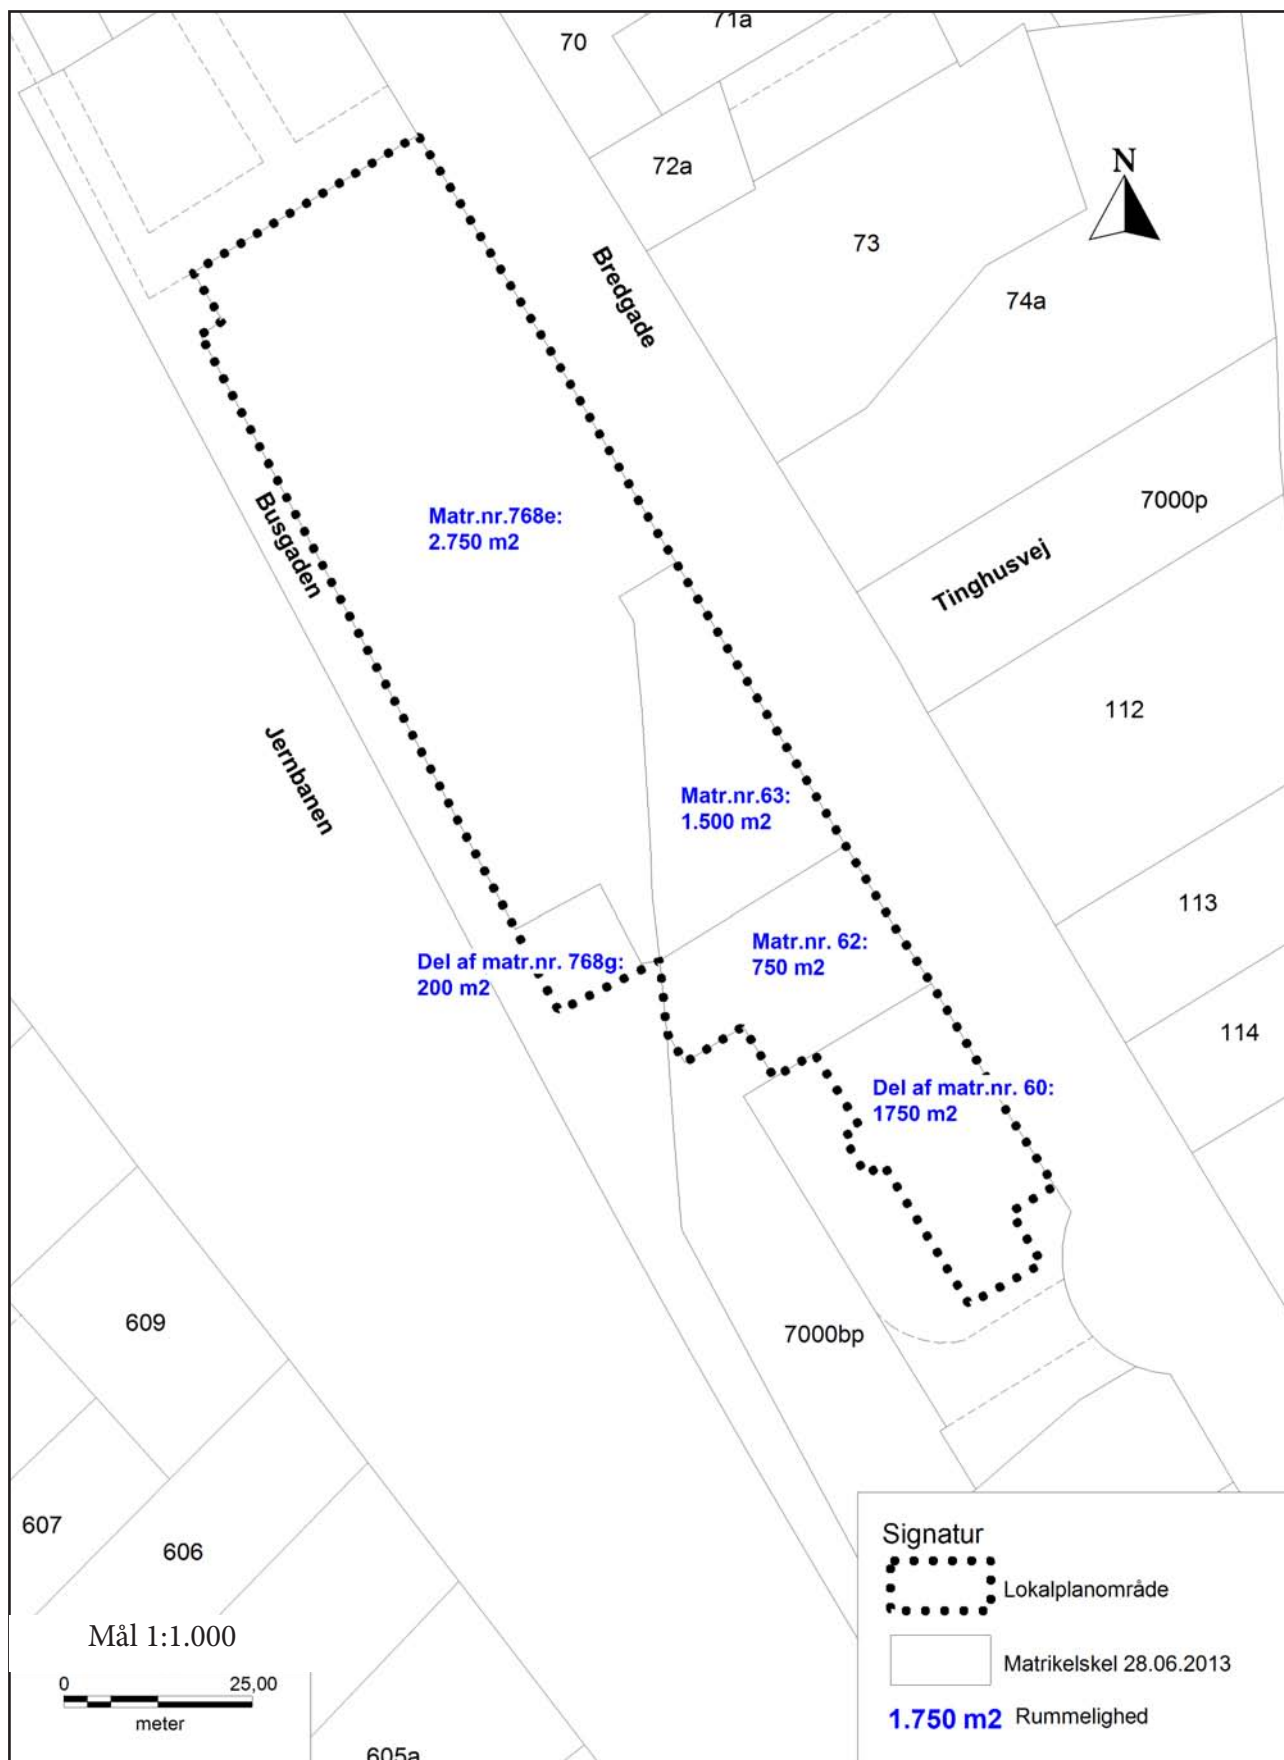 71a
70
72a
N
73
Bredgade
74a
7000p
Matr.nr.768e:
2.750 m2
Busgaden
Tinghusvej
112
Jernbanen
Matr.nr.63:
1.500 m2
113
Matr.nr. 62:
750 m2
Del af matr.nr. 768g:
200 m2
114
Del af matr.nr. 60:
1750 m2
609
7000bp
607
606
Signatur
Lokalplanområde
Mål 1:1.000
Matrikelskel 28.06.2013
0 25,00
meter
1.750 m2 Rummelighed
605a